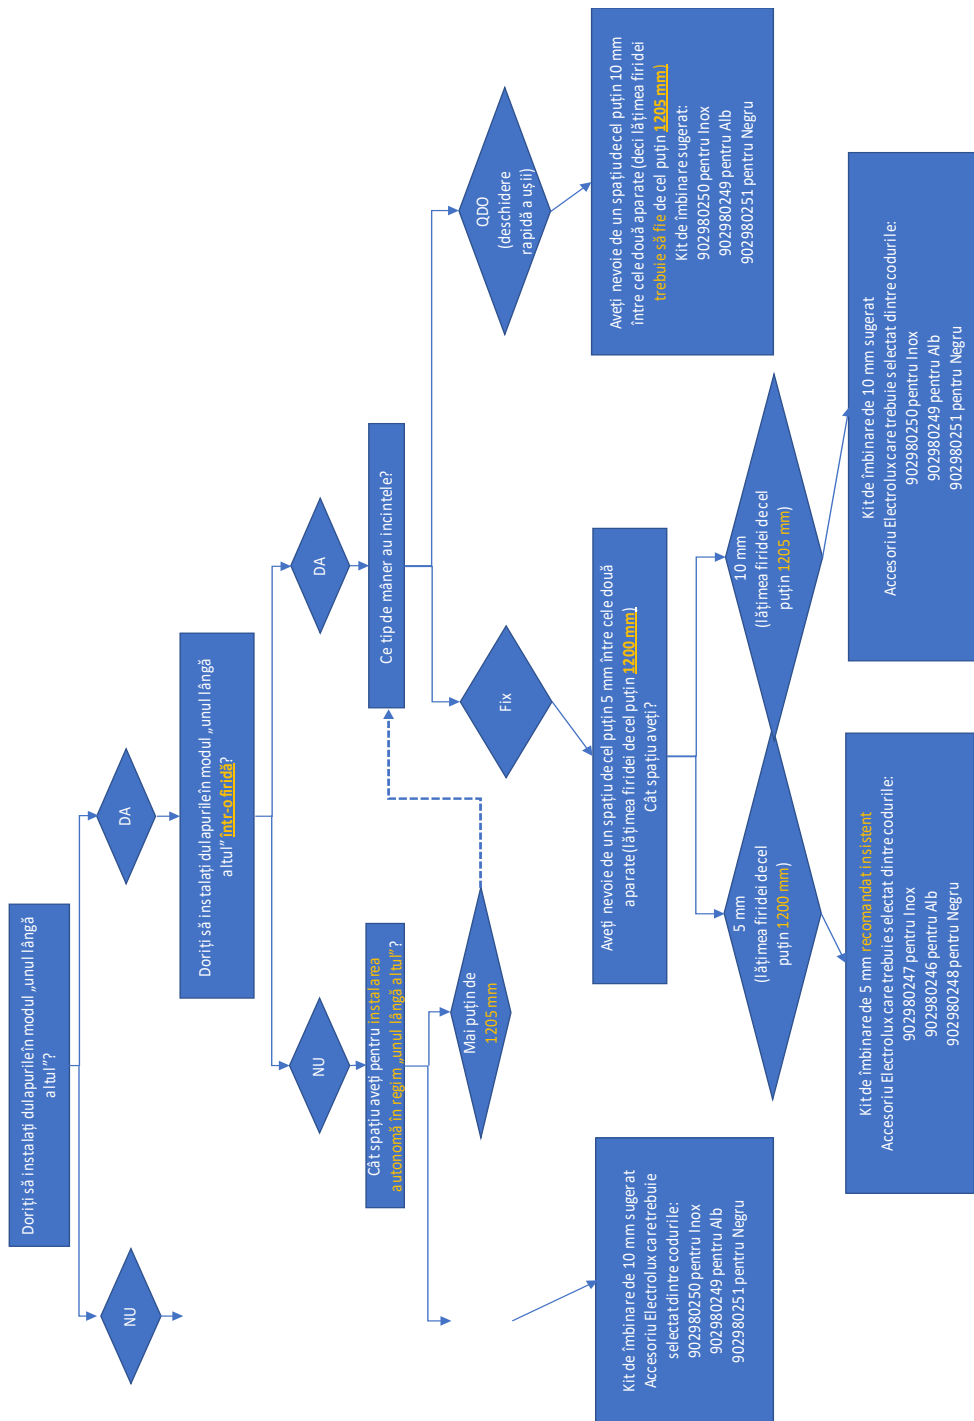 Doriți să instalați dulapurile în modul „unul lângă
altul”?
NU
DA
Doriți să instalați dulapurile în modul „unul lângă
altul” într-o firidă?
NU
DA
Cât spațiu aveți pentru instalarea
autonomă în regim „unul lângă altul”?
Ce tip de mâner au incintele?
Mai puțin de
1205 mm
Fix
QDO
(deschidere
rapidă a ușii)
Kit de îmbinare de 10 mm sugerat
Accesoriu Electrolux care trebuie
selectat dintre codurile:
902980250 pentru Inox
902980249 pentru Alb
902980251 pentru Negru
Aveți nevoie de un spațiu de cel puțin 5 mm între cele două
aparate (lățimea firidei de cel puțin 1200 mm)
Cât spațiu aveți?
Aveți nevoie de un spațiu de cel puțin 10 mm
între cele două aparate (deci lățimea firidei
trebuie să fie de cel puțin 1205 mm)
Kit de îmbinare sugerat:
902980250 pentru Inox
902980249 pentru Alb
902980251 pentru Negru
5 mm
(lățimea firidei de cel
puțin 1200 mm)
10 mm
(lățimea firidei de cel
puțin 1205 mm)
Kit de îmbinare de 5 mm recomandat insistent
Accesoriu Electrolux care trebuie selectat dintre codurile:
902980247 pentru Inox
902980246 pentru Alb
902980248 pentru Negru
Kit de îmbinare de 10 mm sugerat
Accesoriu Electrolux care trebuie selectat dintre codurile:
902980250 pentru Inox
902980249 pentru Alb
902980251 pentru Negru